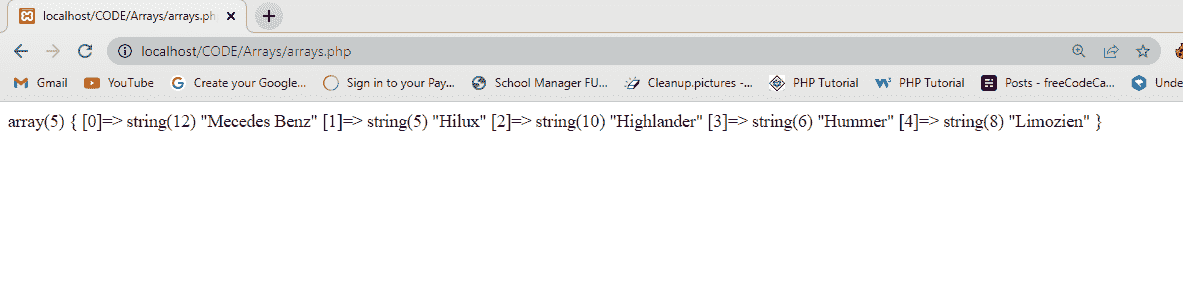 localhost/CODE/Arrays/arrays.ph
localhost/CODE/Arrays/arrays.php
Gmail YouTube Create your Google... Sign in to your Pay... School Manager FU... Cleanup.pictures -... PHP Tutorial PHP Tutorial Posts - freeCodeCa... Unde
array(5) { [0]=> string(12) "Mecedes Benz" [1]=> string(5) "Hilux" [2]=> string(10) "Highlander" [3]=> string(6) "Hummer" [4]=> string(8) "Limozien" }